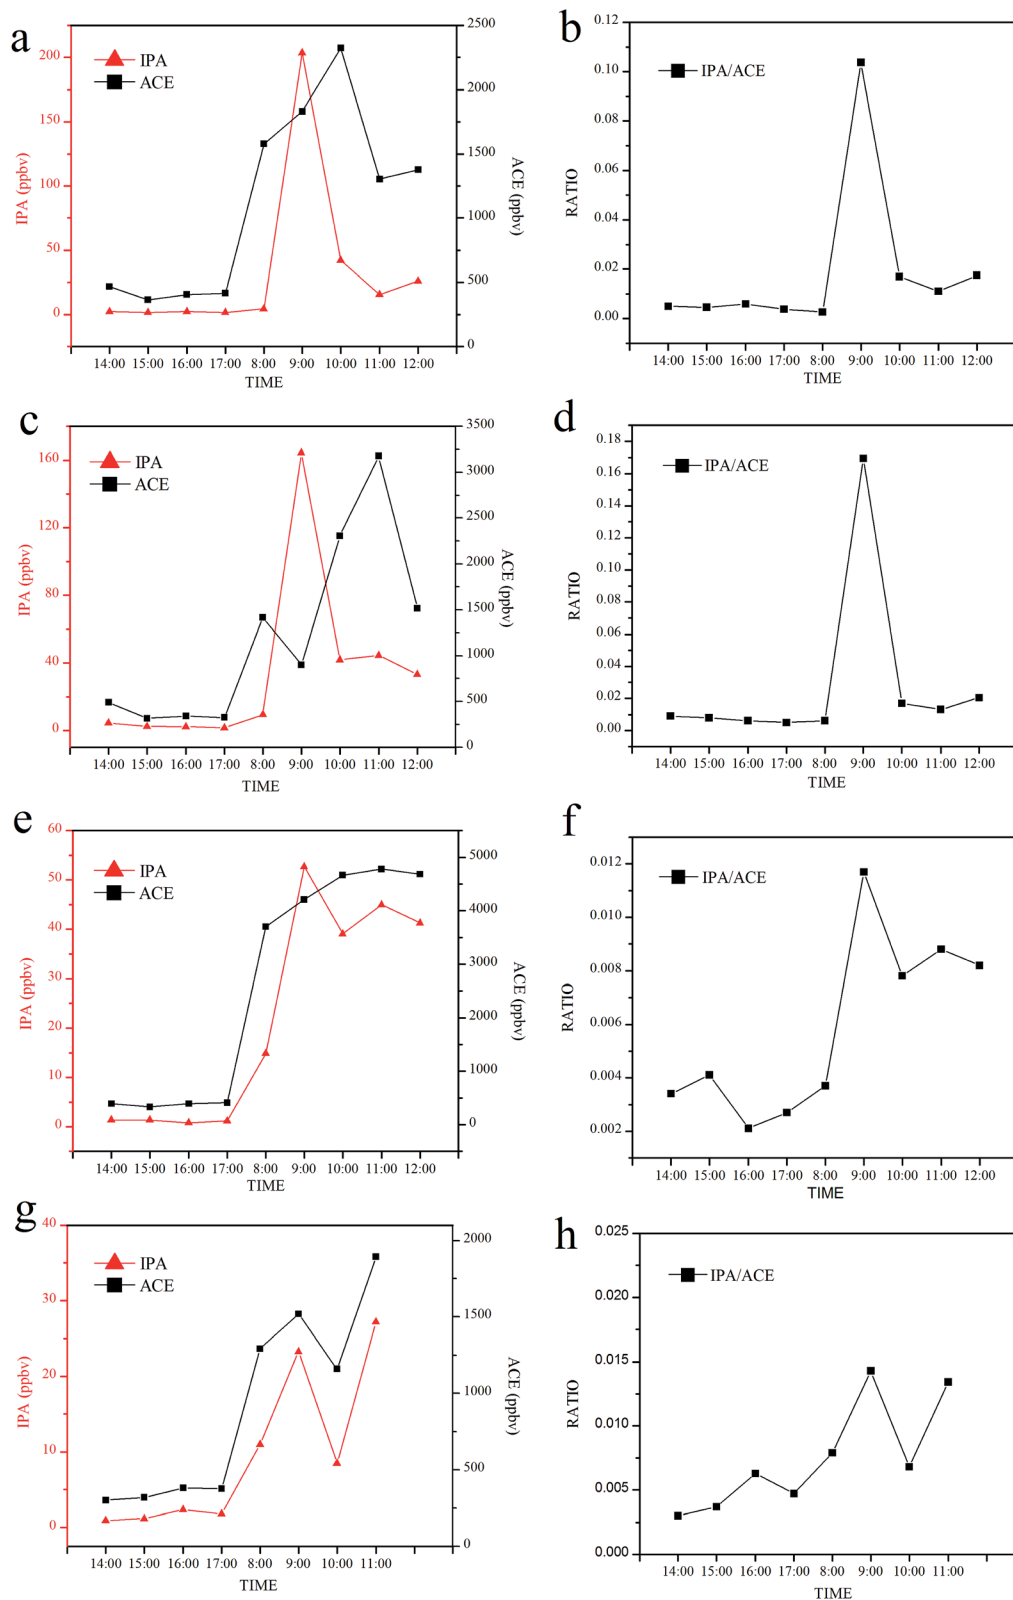 a
IPA
ACE
200
150
100
50
0
IPA (ppbv)
2500
2000
1500
1000
500
0
ACE (ppbv)
14:00 15:00 16:00 17:00 8:00 9:00 10:00 11:00 12:00
TIME
b
IPA/ACE
0.12
0.10
0.08
0.06
0.04
0.02
0.00
RATIO
14:00 15:00 16:00 17:00 8:00 9:00 10:00 11:00 12:00
TIME
c
IPA
ACE
160
120
80
40
0
IPA (ppbv)
3500
3000
2500
2000
1500
1000
500
0
ACE (ppbv)
14:00 15:00 16:00 17:00 8:00 9:00 10:00 11:00 12:00
TIME
d
IPA/ACE
0.18
0.16
0.14
0.12
0.10
0.08
0.06
0.04
0.02
0.00
RATIO
14:00 15:00 16:00 17:00 8:00 9:00 10:00 11:00 12:00
TIME
e
IPA
ACE
60
50
40
30
20
10
0
IPA (ppbv)
5000
4000
3000
2000
1000
0
ACE (ppbv)
14:00 15:00 16:00 17:00 8:00 9:00 10:00 11:00 12:00
TIME
f
IPA/ACE
0.012
0.010
0.008
0.006
0.004
0.002
RATIO
14:00 15:00 16:00 17:00 8:00 9:00 10:00 11:00 12:00
TIME
g
IPA
ACE
40
30
20
10
0
IPA (ppbv)
2000
1500
1000
500
0
ACE (ppbv)
14:00 15:00 16:00 17:00 8:00 9:00 10:00 11:00
TIME
h
IPA/ACE
0.025
0.020
0.015
0.010
0.005
0.000
RATIO
14:00 15:00 16:00 17:00 8:00 9:00 10:00 11:00
TIME